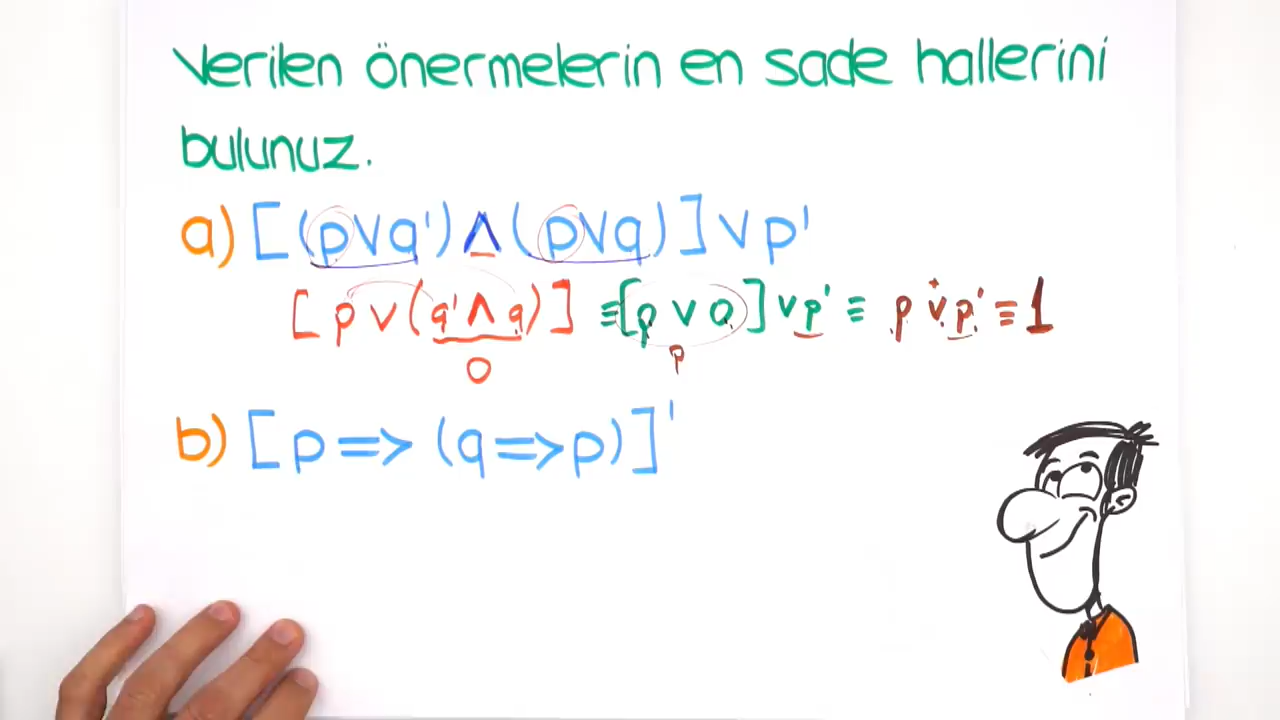 Verilen önermelerin en sade hallerini
bulunuz.
a) [(p∨q')∧(p∨q)]∨p'
[p∨(q'∧q)] ≡[p∨0]∨p' ≡ p∨p' ≡ 1
0 p
b) [p=>(q=>p)]'